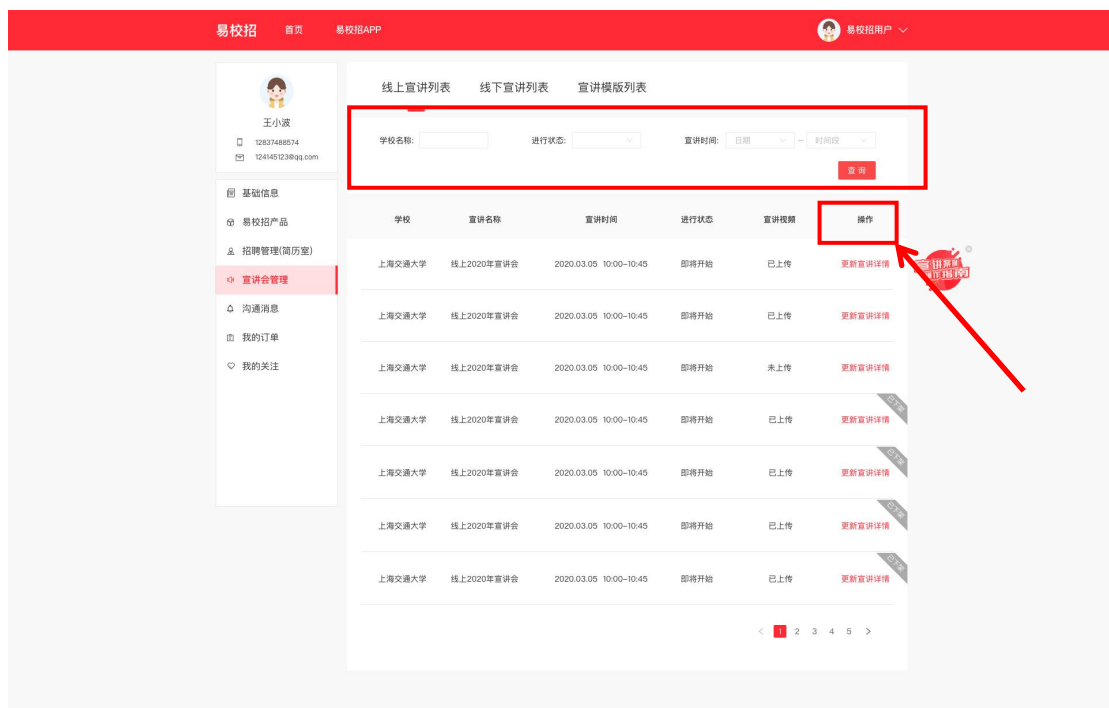 易校招 首页 易校招APP 易校招用户
王小波
12837488574
124145123@qq.com
基础信息
易校招产品
招聘管理(简历室)
宣讲会管理
沟通消息
我的订单
我的关注
线上宣讲列表 线下宣讲列表 宣讲模版列表
学校名称: 进行状态: 宣讲时间: 日期 – 时间段
查询
学校 宣讲名称 宣讲时间 进行状态 宣讲视频 操作
上海交通大学 线上2020年宣讲会 2020.03.05 10:00–10:45 即将开始 已上传 更新宣讲详情
上海交通大学 线上2020年宣讲会 2020.03.05 10:00–10:45 即将开始 已上传 更新宣讲详情
上海交通大学 线上2020年宣讲会 2020.03.05 10:00–10:45 即将开始 未上传 更新宣讲详情
已下架
上海交通大学 线上2020年宣讲会 2020.03.05 10:00–10:45 即将开始 已上传 更新宣讲详情
已下架
上海交通大学 线上2020年宣讲会 2020.03.05 10:00–10:45 即将开始 已上传 更新宣讲详情
已下架
上海交通大学 线上2020年宣讲会 2020.03.05 10:00–10:45 即将开始 已上传 更新宣讲详情
已下架
上海交通大学 线上2020年宣讲会 2020.03.05 10:00–10:45 即将开始 已上传 更新宣讲详情
宣讲
指南
< 1 2 3 4 5 >